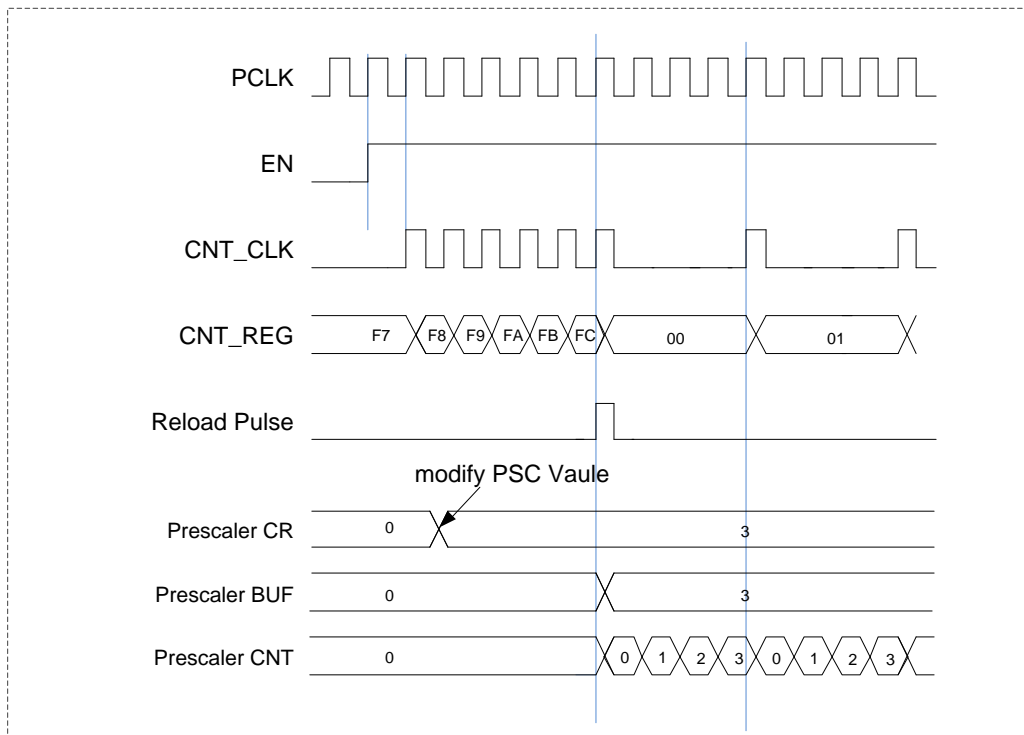 PCLK
EN
CNT_CLK
CNT_REG F7 F8 F9 FA FB FC 00 01
Reload Pulse
modify PSC Vaule
Prescaler CR 0 3
Prescaler BUF 0 3
Prescaler CNT 0 0 1 2 3 0 1 2 3